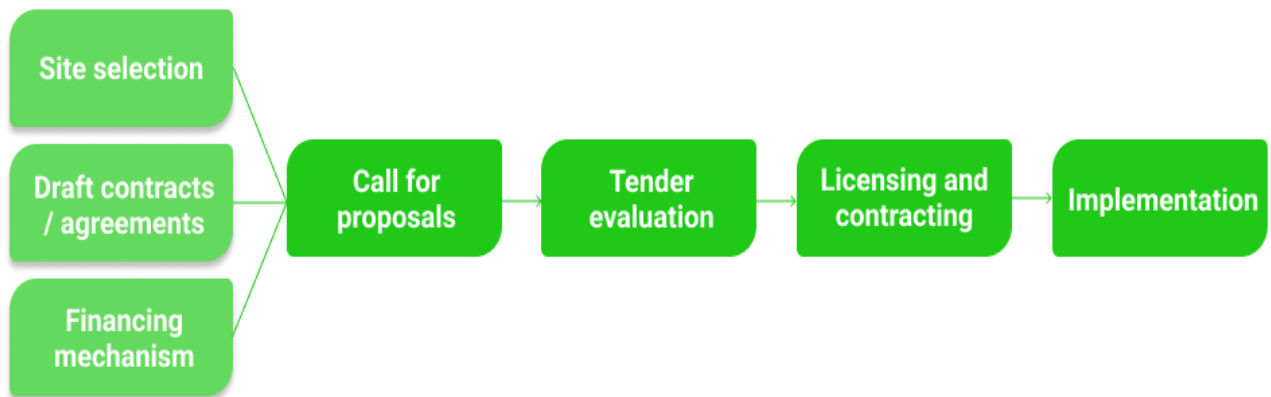 Site selection
Draft contracts
/ agreements
Financing
mechanism
Call for
proposals
Tender
evaluation
Licensing and
contracting
Implementation